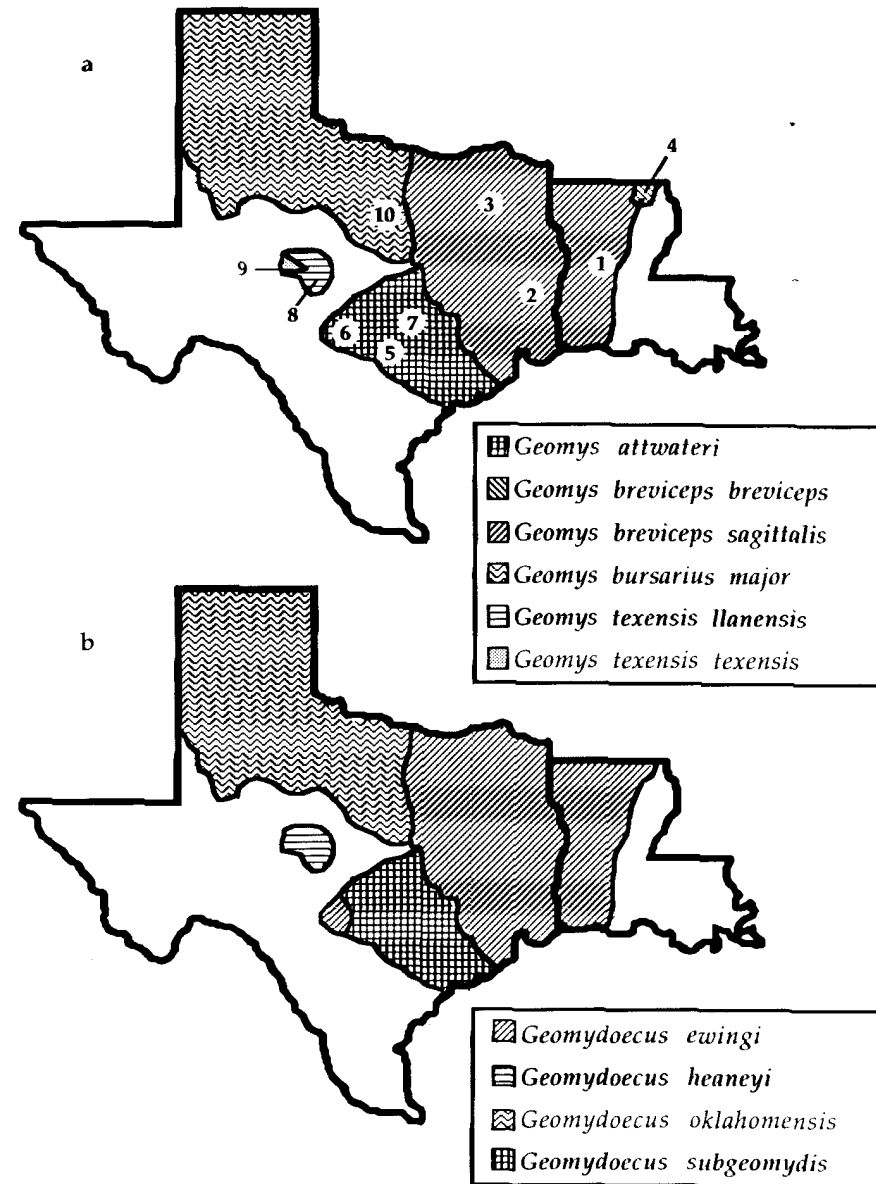 a
4
3
10
1
9
2
8
7
6
5
Geomys attwateri
Geomys breviceps breviceps
Geomys breviceps sagittalis
Geomys bursarius major
Geomys texensis llanensis
Geomys texensis texensis
b
Geomydoecus ewingi
Geomydoecus heaneyi
Geomydoecus oklahomensis
Geomydoecus subgeomydis